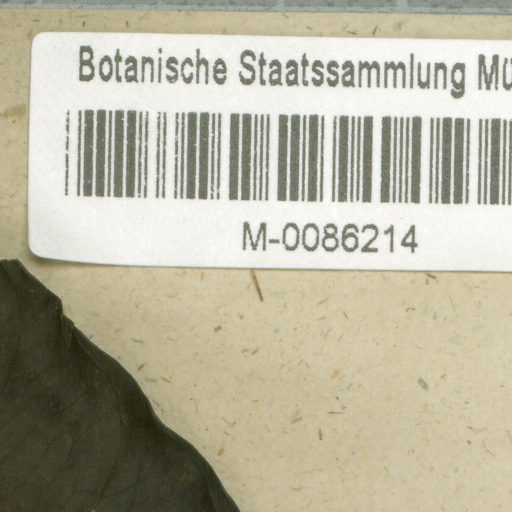 Botanische Staatssammlung Mü
M-0086214